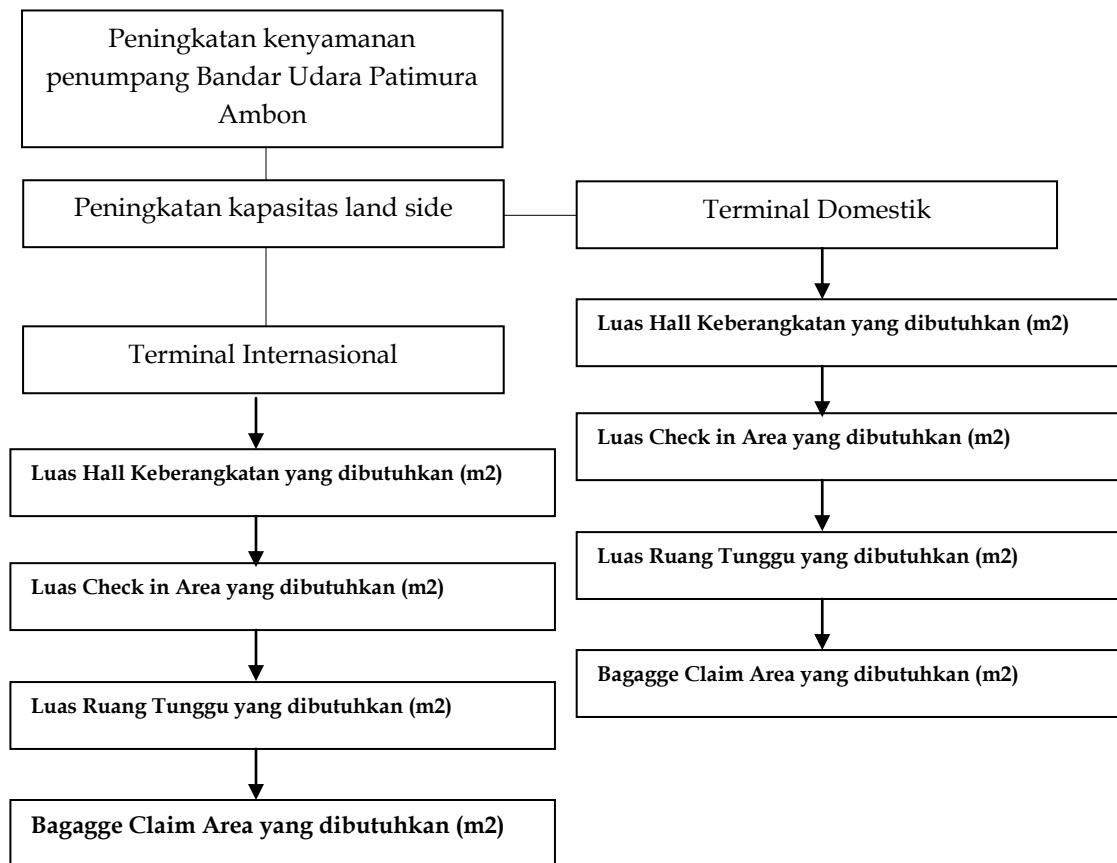 Peningkatan kenyamanan
penumpang Bandar Udara Patimura
Ambon
Peningkatan kapasitas land side
Terminal Domestik
Terminal Internasional
Luas Hall Keberangkatan yang dibutuhkan (m2)
Luas Check in Area yang dibutuhkan (m2)
Luas Ruang Tunggu yang dibutuhkan (m2)
Bagagge Claim Area yang dibutuhkan (m2)
Luas Hall Keberangkatan yang dibutuhkan (m2)
Luas Check in Area yang dibutuhkan (m2)
Luas Ruang Tunggu yang dibutuhkan (m2)
Bagagge Claim Area yang dibutuhkan (m2)